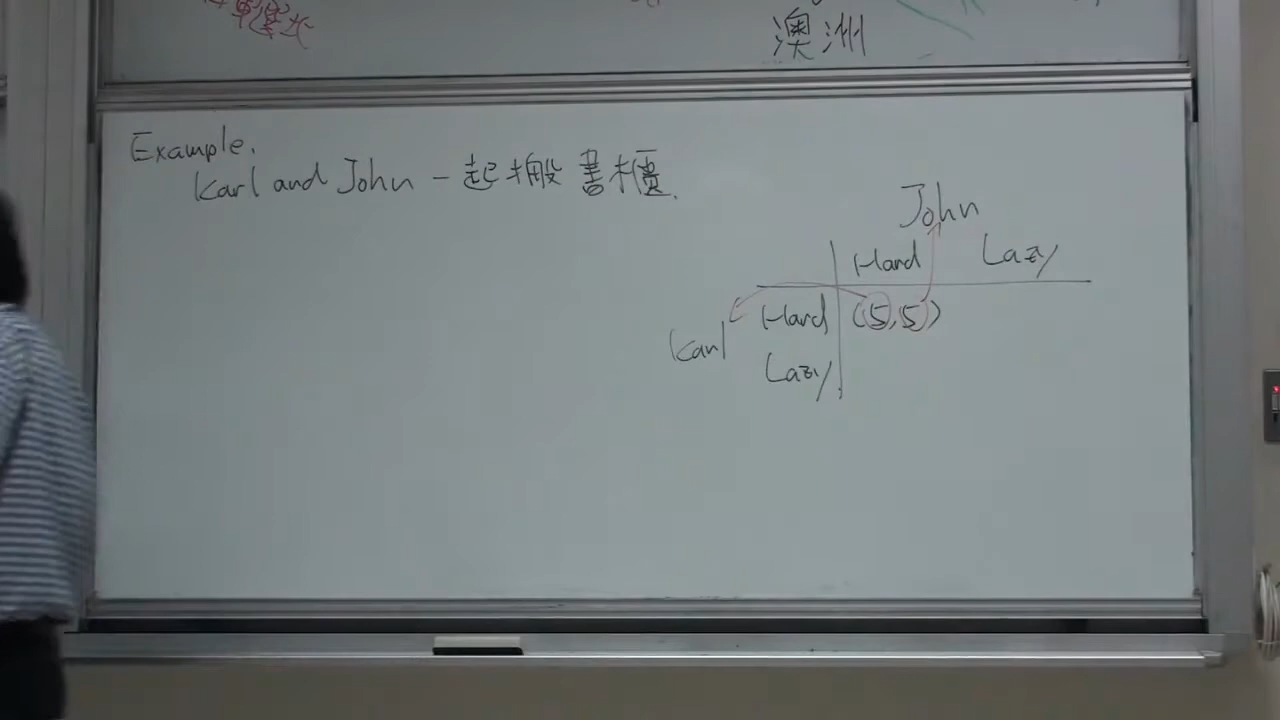 澳洲
Example.
Karl and John 一起搬書櫃.
John
Hard Lazy
Hard (5,5)
Karl
Lazy